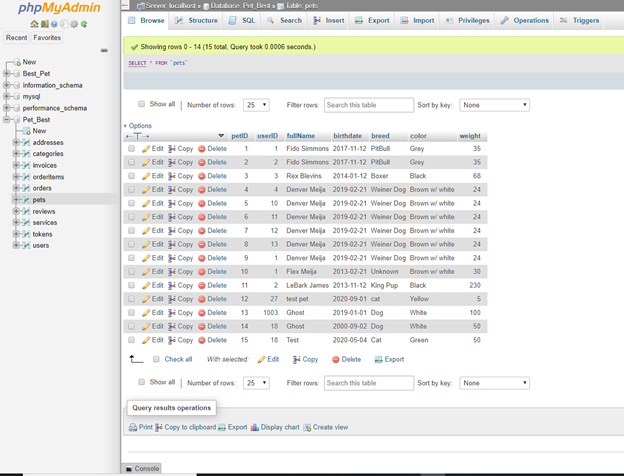 phpMyAdmin
Recent Favorites
New
Best_Pet
information_schema
mysql
performance_schema
Pet_Best
New
addresses
categories
invoices
orderitems
orders
pets
reviews
services
tokens
users
Server: localhost » Database: Pet_Best » Table: pets
Browse Structure SQL Search Insert Export Import Privileges Operations Triggers
Showing rows 0 - 14 (15 total, Query took 0.0006 seconds.)
SELECT * FROM `pets`
Show all Number of rows: 25 Filter rows: Search this table Sort by key: None
+ Options
petID userID fullName birthdate breed color weight
Edit Copy Delete 1 1 Fido Simmons 2017-11-12 PitBull Grey 35
Edit Copy Delete 2 2 Fido Simmons 2017-11-12 PitBull Grey 35
Edit Copy Delete 3 3 Rex Blevins 2014-01-12 Boxer Black 68
Edit Copy Delete 4 4 Denver Meija 2019-02-21 Weiner Dog Brown w/ white 24
Edit Copy Delete 5 10 Denver Meija 2019-02-21 Weiner Dog Brown w/ white 24
Edit Copy Delete 6 11 Denver Meija 2019-02-21 Weiner Dog Brown w/ white 24
Edit Copy Delete 7 12 Denver Meija 2019-02-21 Weiner Dog Brown w/ white 24
Edit Copy Delete 8 13 Denver Meija 2019-02-21 Weiner Dog Brown w/ white 24
Edit Copy Delete 9 1 Denver Meija 2019-02-21 Weiner Dog Brown w/ white 24
Edit Copy Delete 10 1 Flex Meija 2013-02-21 Unknown Brown w/ white 30
Edit Copy Delete 11 2 LeBark James 2013-11-12 King Pup Black 230
Edit Copy Delete 12 27 test pet 2020-09-01 cat Yellow 5
Edit Copy Delete 13 1003 Ghost 2019-01-01 Dog White 100
Edit Copy Delete 14 18 Ghost 2000-09-02 Dog White 50
Edit Copy Delete 15 18 Test 2020-05-04 Cat Green 50
Check all With selected: Edit Copy Delete Export
Show all Number of rows: 25 Filter rows: Search this table Sort by key: None
Query results operations
Print Copy to clipboard Export Display chart Create view
Console